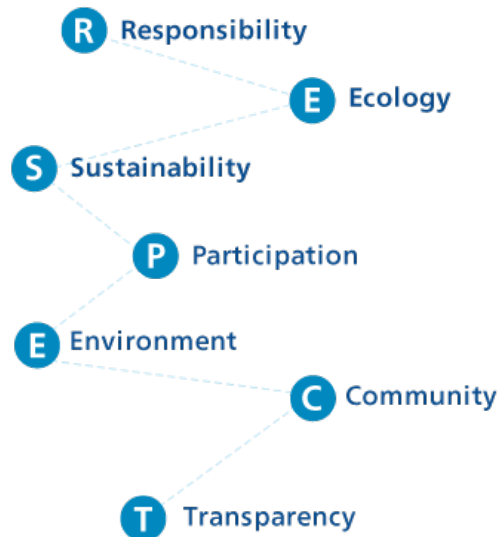 R Responsibility
E Ecology
S Sustainability
P Participation
E Environment
C Community
T Transparency